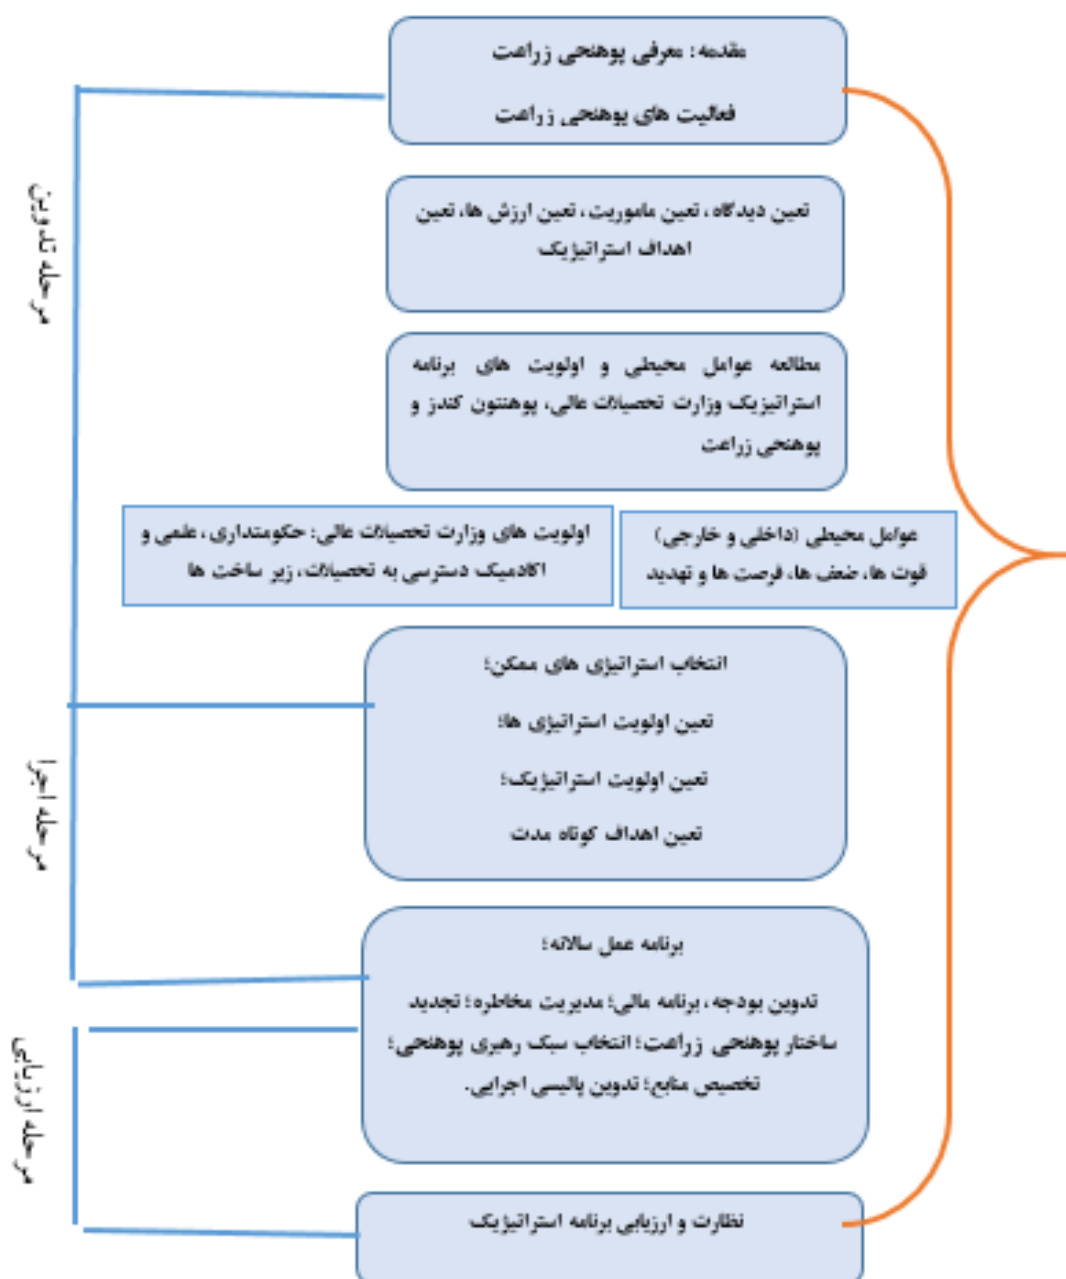 مقدمه: معرفی پوهنحی زراعت
فعالیت های پوهنحی زراعت
تعین دیدگاه، تعین ماموریت، تعین ارزش ها، تعین
اهداف استراتیژیک
مطالعه عوامل محیطی و اولویت های برنامه
استراتیژیک وزارت تحصیلات عالی، پوهنتون کندز و
پوهنحی زراعت
عوامل محیطی (داخلی و خارجی)
قوت ها، ضعف ها، فرصت ها و تهدید
اولویت های وزارت تحصیلات عالی: حکومتداری، علمی و
اکادمیک دسترسی به تحصیلات، زیر ساخت ها
انتخاب استراتیژی های ممکن؛
تعین اولویت استراتیژی ها؛
تعین اولویت استراتیژیک؛
تعین اهداف کوتاه مدت
برنامه عمل سالانه؛
تدوین بودجه، برنامه مالی؛ مدیریت مخاطره؛ تجدید
ساختار پوهنحی زراعت؛ انتخاب سبک رهبری پوهنحی؛
تخصیص منابع؛ تدوین پالیسی اجرایی.
نظارت و ارزیابی برنامه استراتیژیک
مرحله تدوین
مرحله اجرا
مرحله ارزیابی